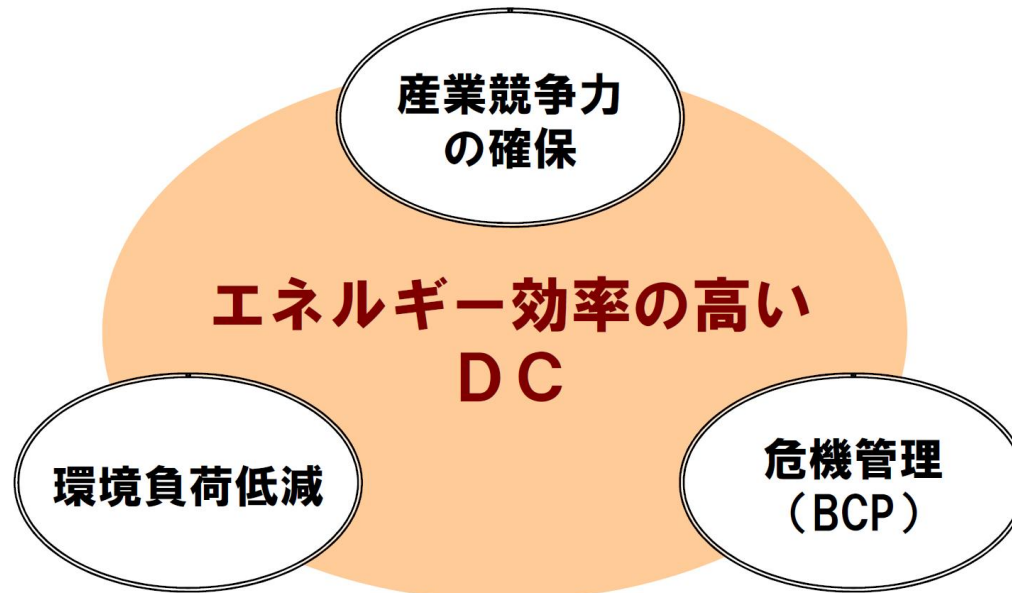 産業競争力
の確保
エネルギー効率の高い
ＤＣ
環境負荷低減
危機管理
（BCP）